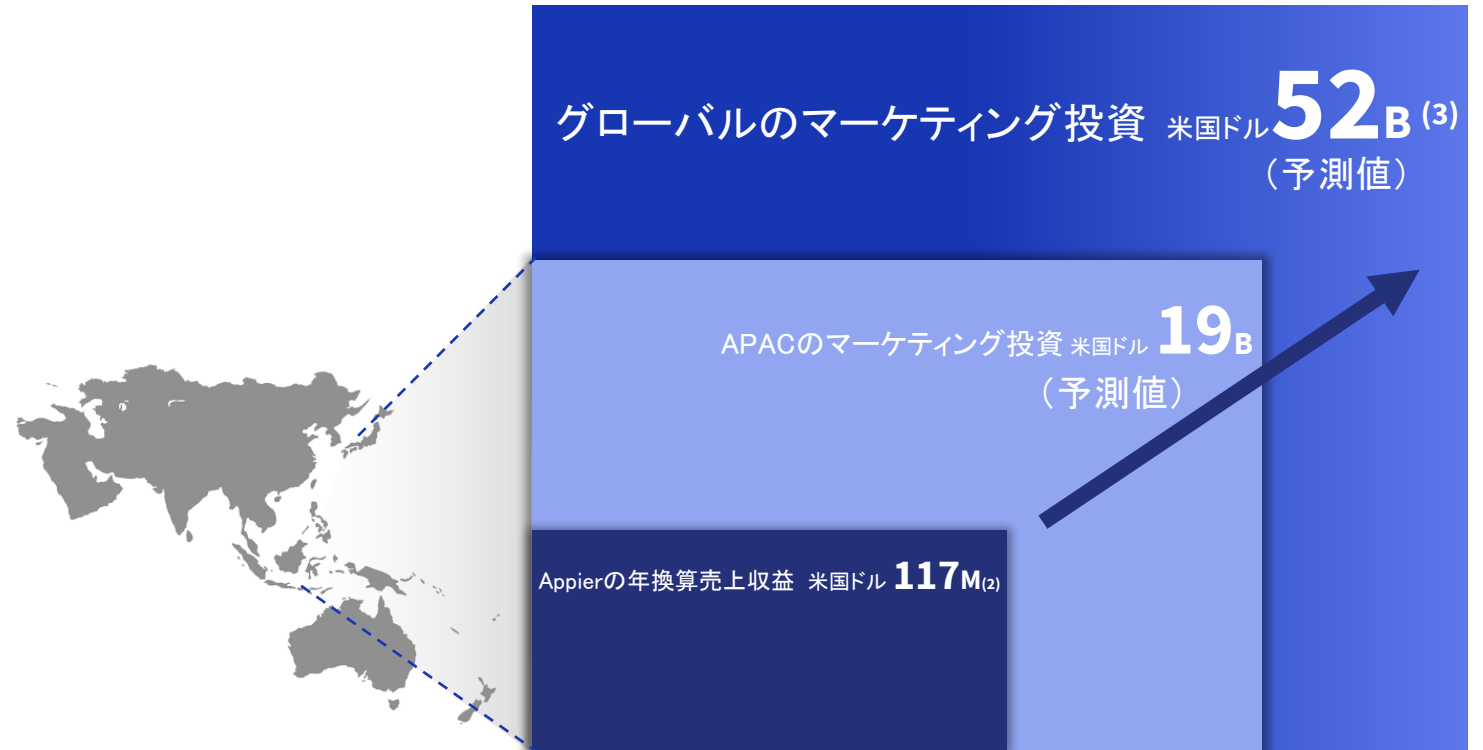 グローバルのマーケティング投資 米国ドル52B (3)
（予測値）
APACのマーケティング投資 米国ドル 19B
（予測値）
Appierの年換算売上収益 米国ドル 117M(2)